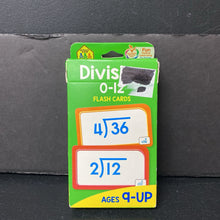 Divis
0-12
FLASH CARDS
4)36
2)12
AGES 9-UP